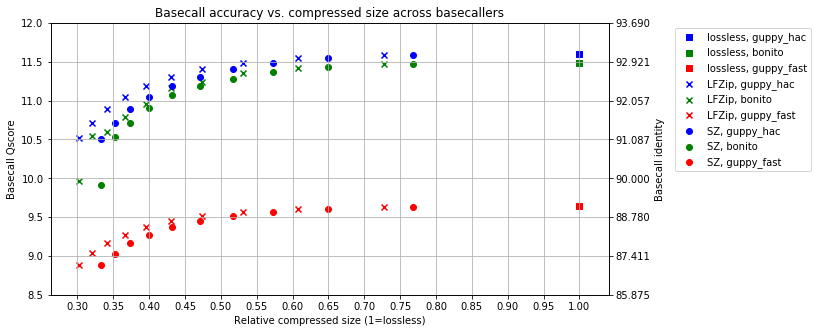 Basecall accuracy vs. compressed size across basecallers
12.0
11.5
11.0
10.5
10.0
9.5
9.0
8.5
Basecall Qscore
93.690
92.921
92.057
91.087
90.000
88.780
87.411
85.875
Basecall identity
0.30 0.35 0.40 0.45 0.50 0.55 0.60 0.65 0.70 0.75 0.80 0.85 0.90 0.95 1.00
Relative compressed size (1=lossless)
lossless, guppy_hac
lossless, bonito
lossless, guppy_fast
LFZip, guppy_hac
LFZip, bonito
LFZip, guppy_fast
SZ, guppy_hac
SZ, bonito
SZ, guppy_fast